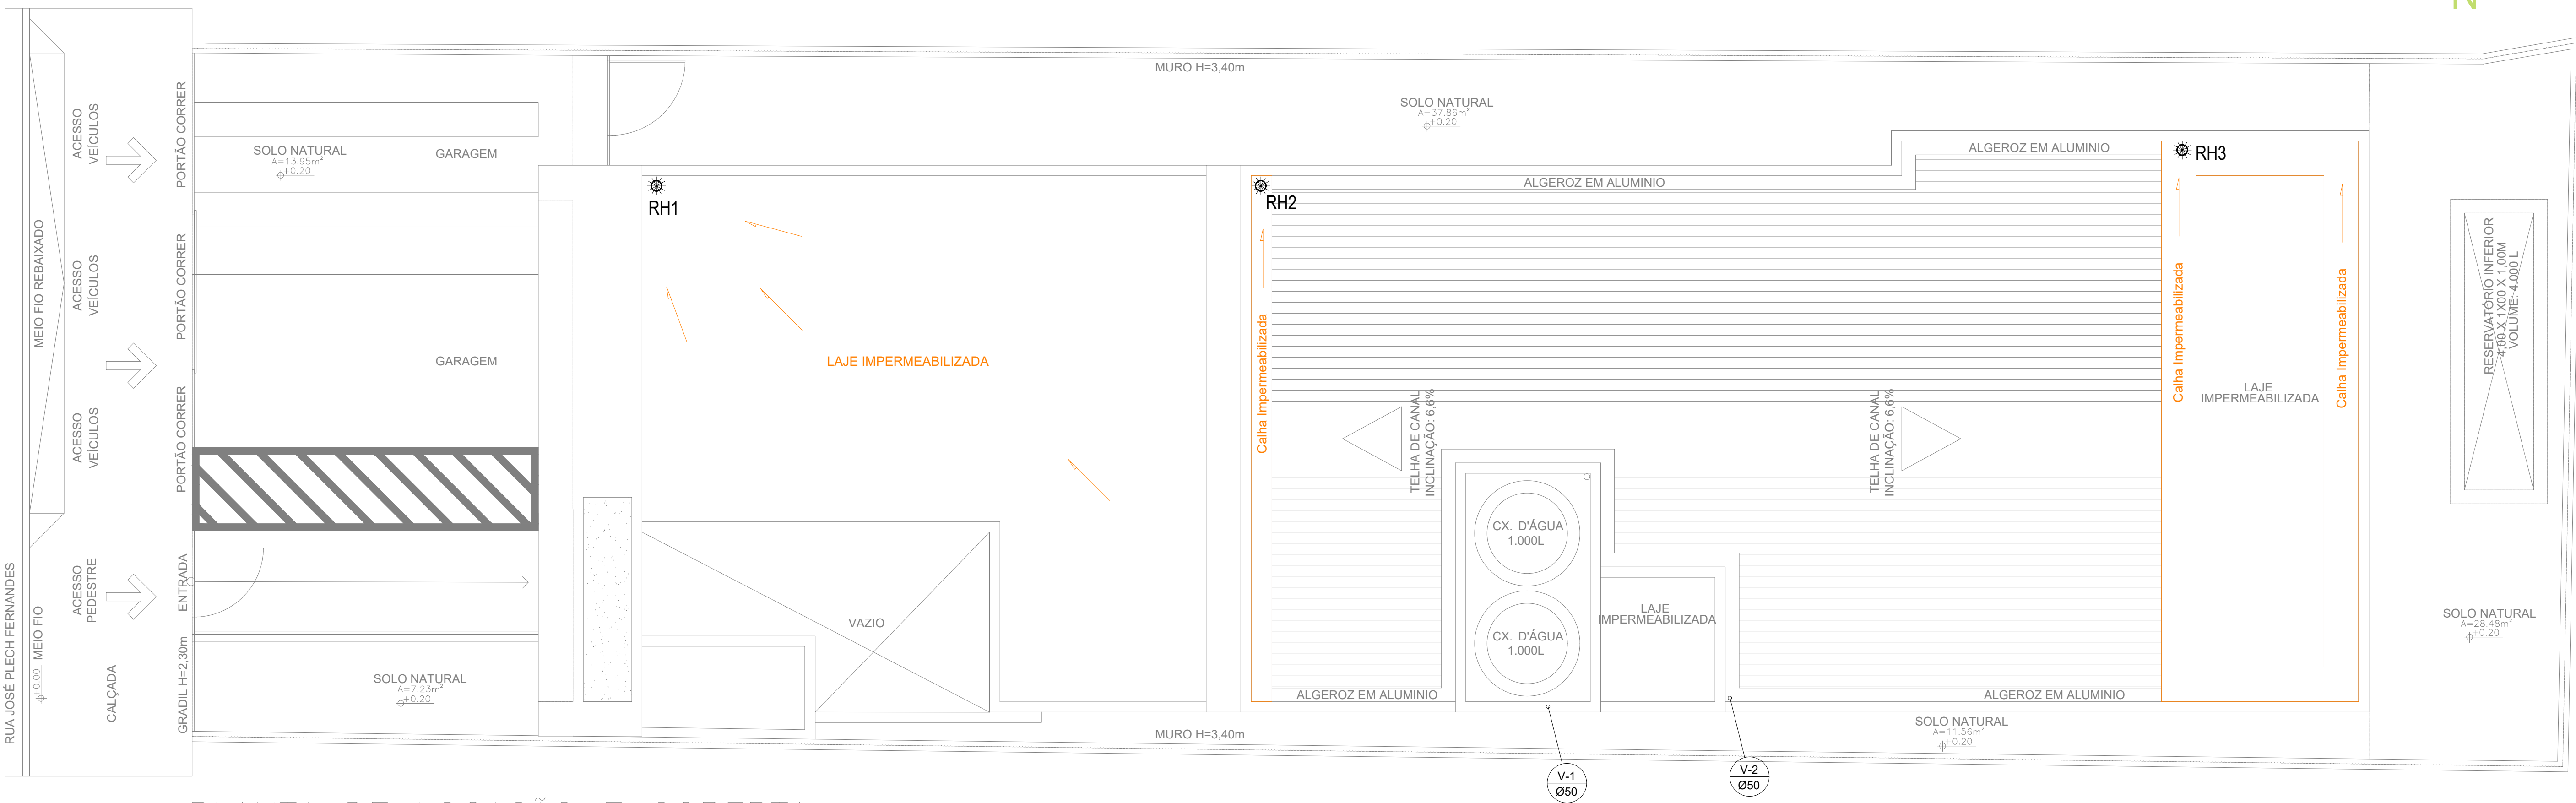 N
RUA JOSÉ PLECH FERNANDES
MEIO FIO REBAIXADO
+0.00
MEIO FIO
ACESSO
VEÍCULOS
ACESSO
VEÍCULOS
ACESSO
VEÍCULOS
ACESSO
PEDESTRE
CALÇADA
PORTÃO CORRER
PORTÃO CORRER
PORTÃO CORRER
ENTRADA
GRADIL H=2,30m
SOLO NATURAL
A=13.95m²
+0.20
GARAGEM
GARAGEM
SOLO NATURAL
A=7.23m²
+0.20
RH1
LAJE IMPERMEABILIZADA
VAZIO
MURO H=3,40m
SOLO NATURAL
A=37.86m²
+0.20
RH2
Calha Impermeabilizada
ALGEROZ EM ALUMINIO
ALGEROZ EM ALUMINIO
TELHA DE CANAL
INCLINAÇÃO: 6,6%
TELHA DE CANAL
INCLINAÇÃO: 6,6%
CX. D'ÁGUA
1.000L
CX. D'ÁGUA
1.000L
LAJE
IMPERMEABILIZADA
ALGEROZ EM ALUMINIO
ALGEROZ EM ALUMINIO
MURO H=3,40m
SOLO NATURAL
A=11.56m²
+0.20
V-1
Ø50
V-2
Ø50
RH3
Calha Impermeabilizada
LAJE
IMPERMEABILIZADA
Calha Impermeabilizada
RESERVATÓRIO INFERIOR
4,00 X 1X00 X 1,00M
VOLUME: 4.000 L
SOLO NATURAL
A=28.48m²
+0.20